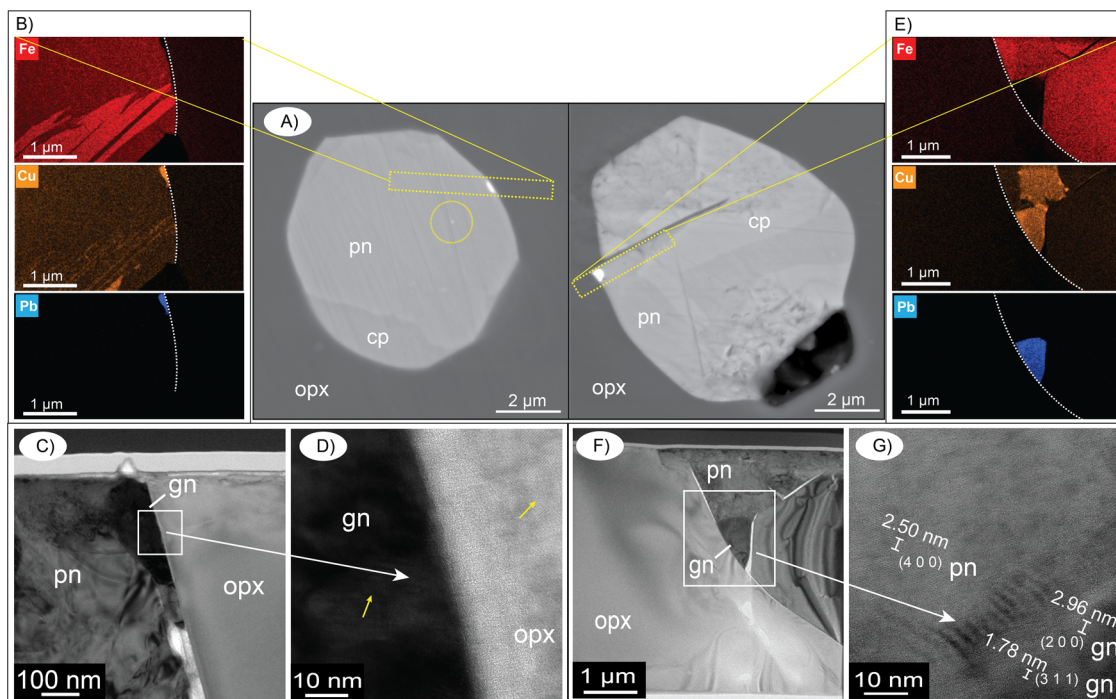 B)
Fe
1 µm
Cu
1 µm
Pb
1 µm
A)
pn
cp
opx
2 µm
cp
pn
opx
2 µm
E)
Fe
1 µm
Cu
1 µm
Pb
1 µm
C)
gn
pn
opx
100 nm
D)
gn
opx
10 nm
F)
pn
gn
opx
1 µm
G)
2.50 nm
(4 0 0) pn
2.96 nm
(2 0 0) gn
1.78 nm
(3 1 1) gn
10 nm